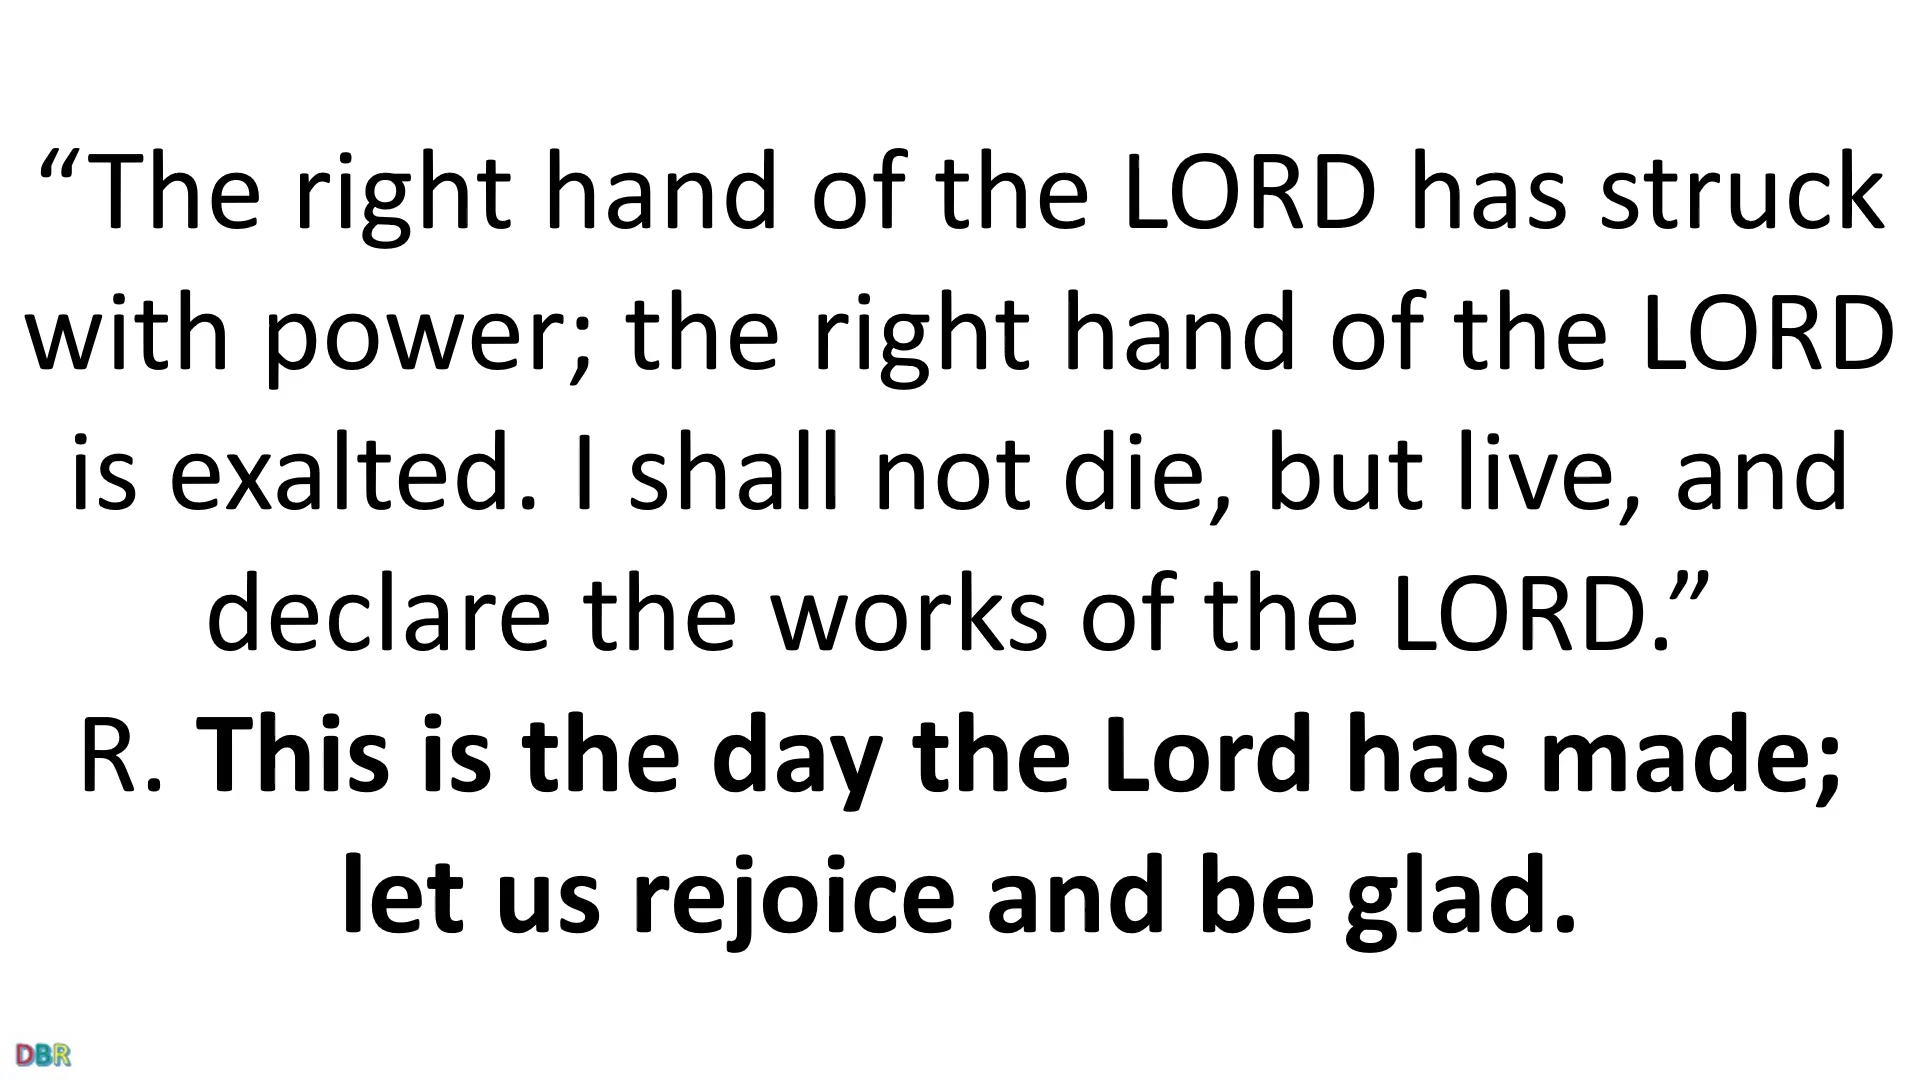 “The right hand of the LORD has struck
with power; the right hand of the LORD
is exalted. I shall not die, but live, and
declare the works of the LORD.”
R. This is the day the Lord has made;
let us rejoice and be glad.
DBR